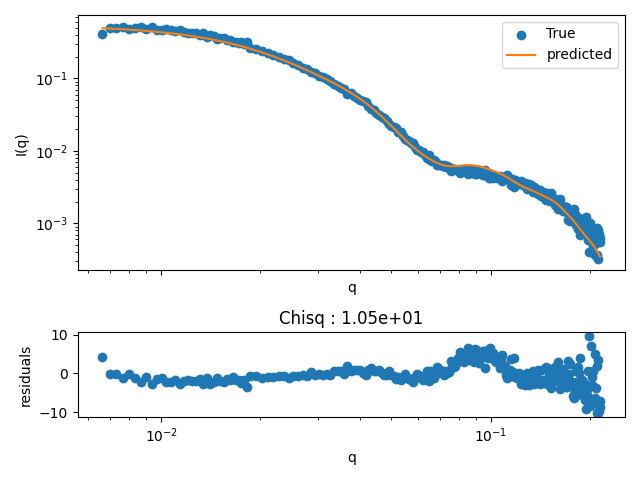 True
predicted
10⁻¹
10⁻²
10⁻³
I(q)
q
Chisq : 1.05e+01
10
0
−10
residuals
10⁻²
10⁻¹
q